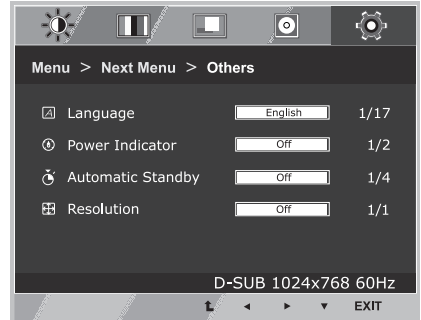 Menu > Next Menu > Others
Language English 1/17
Power Indicator Off 1/2
Automatic Standby Off 1/4
Resolution Off 1/1
D-SUB 1024x768 60Hz
EXIT